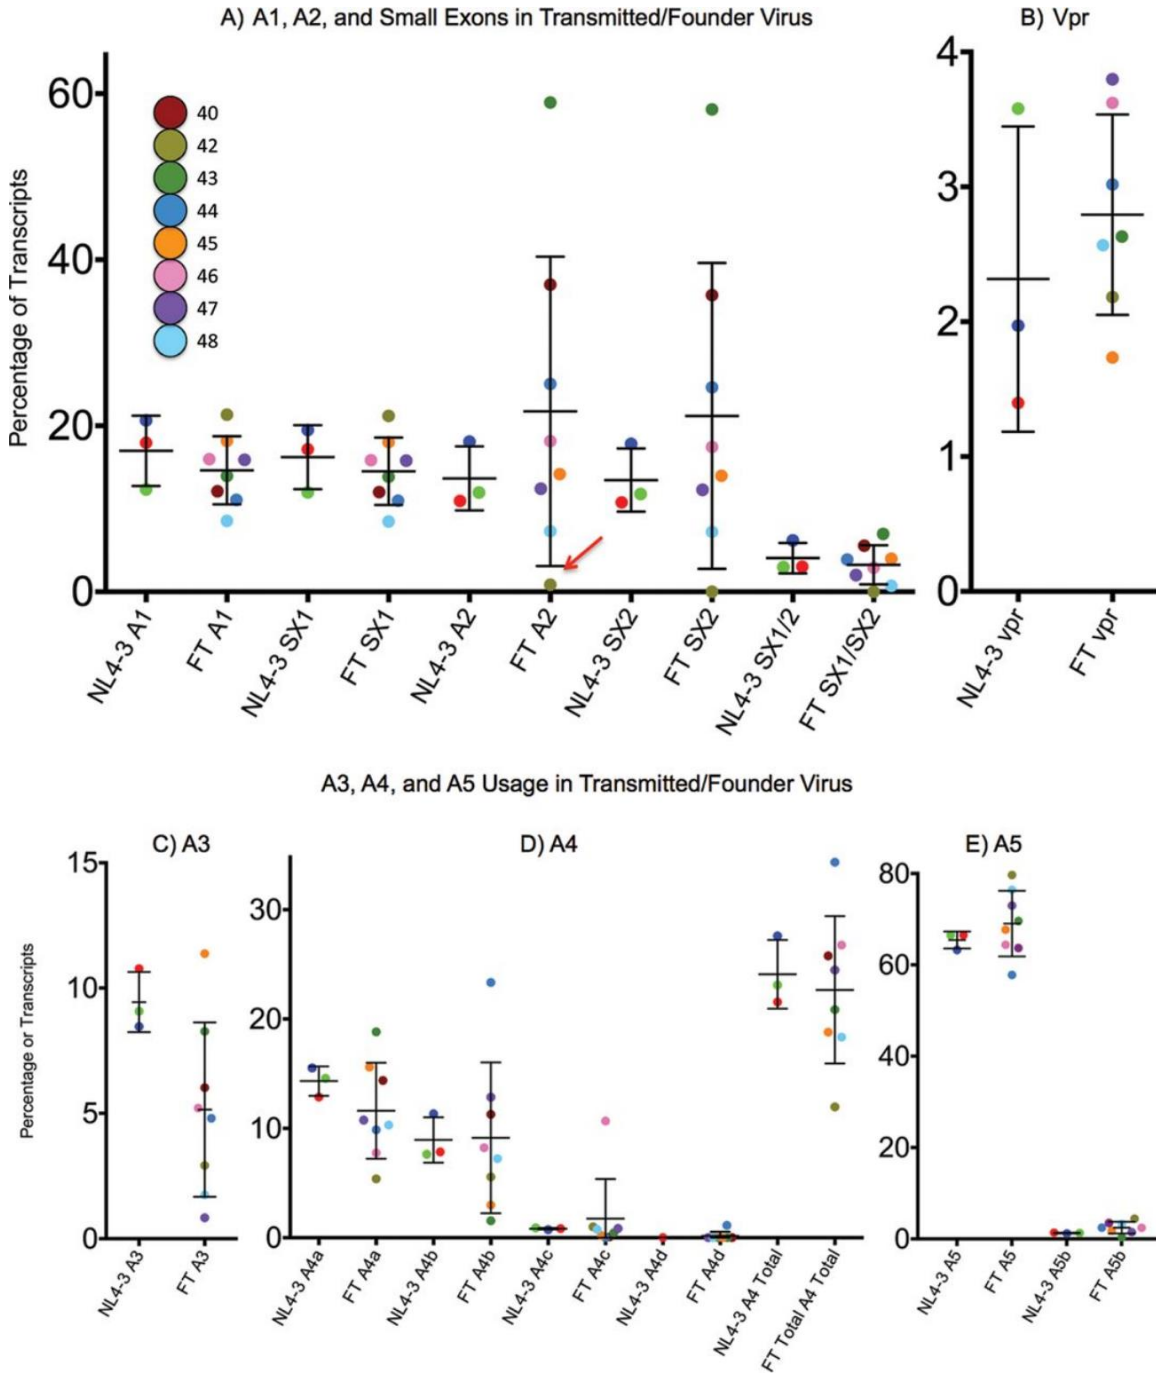 A) A1, A2, and Small Exons in Transmitted/Founder Virus
B) Vpr
Percentage of Transcripts
60
40
20
0
40
42
43
44
45
46
47
48
NL4-3 A1
FT A1
NL4-3 SX1
FT SX1
NL4-3 A2
FT A2
NL4-3 SX2
FT SX2
NL4-3 SX1/2
FT SX1/SX2
4
3
2
1
0
NL4-3 vpr
FT vpr
A3, A4, and A5 Usage in Transmitted/Founder Virus
C) A3
D) A4
E) A5
Percentage or Transcripts
15
10
5
0
NL4-3 A3
FT A3
30
20
10
0
NL4-3 A4a
FT A4a
NL4-3 A4b
FT A4b
NL4-3 A4c
FT A4c
NL4-3 A4d
FT A4d
NL4-3 A4 Total
FT Total A4 Total
80
60
40
20
0
NL4-3 A5
FT A5
NL4-3 A5b
FT A5b